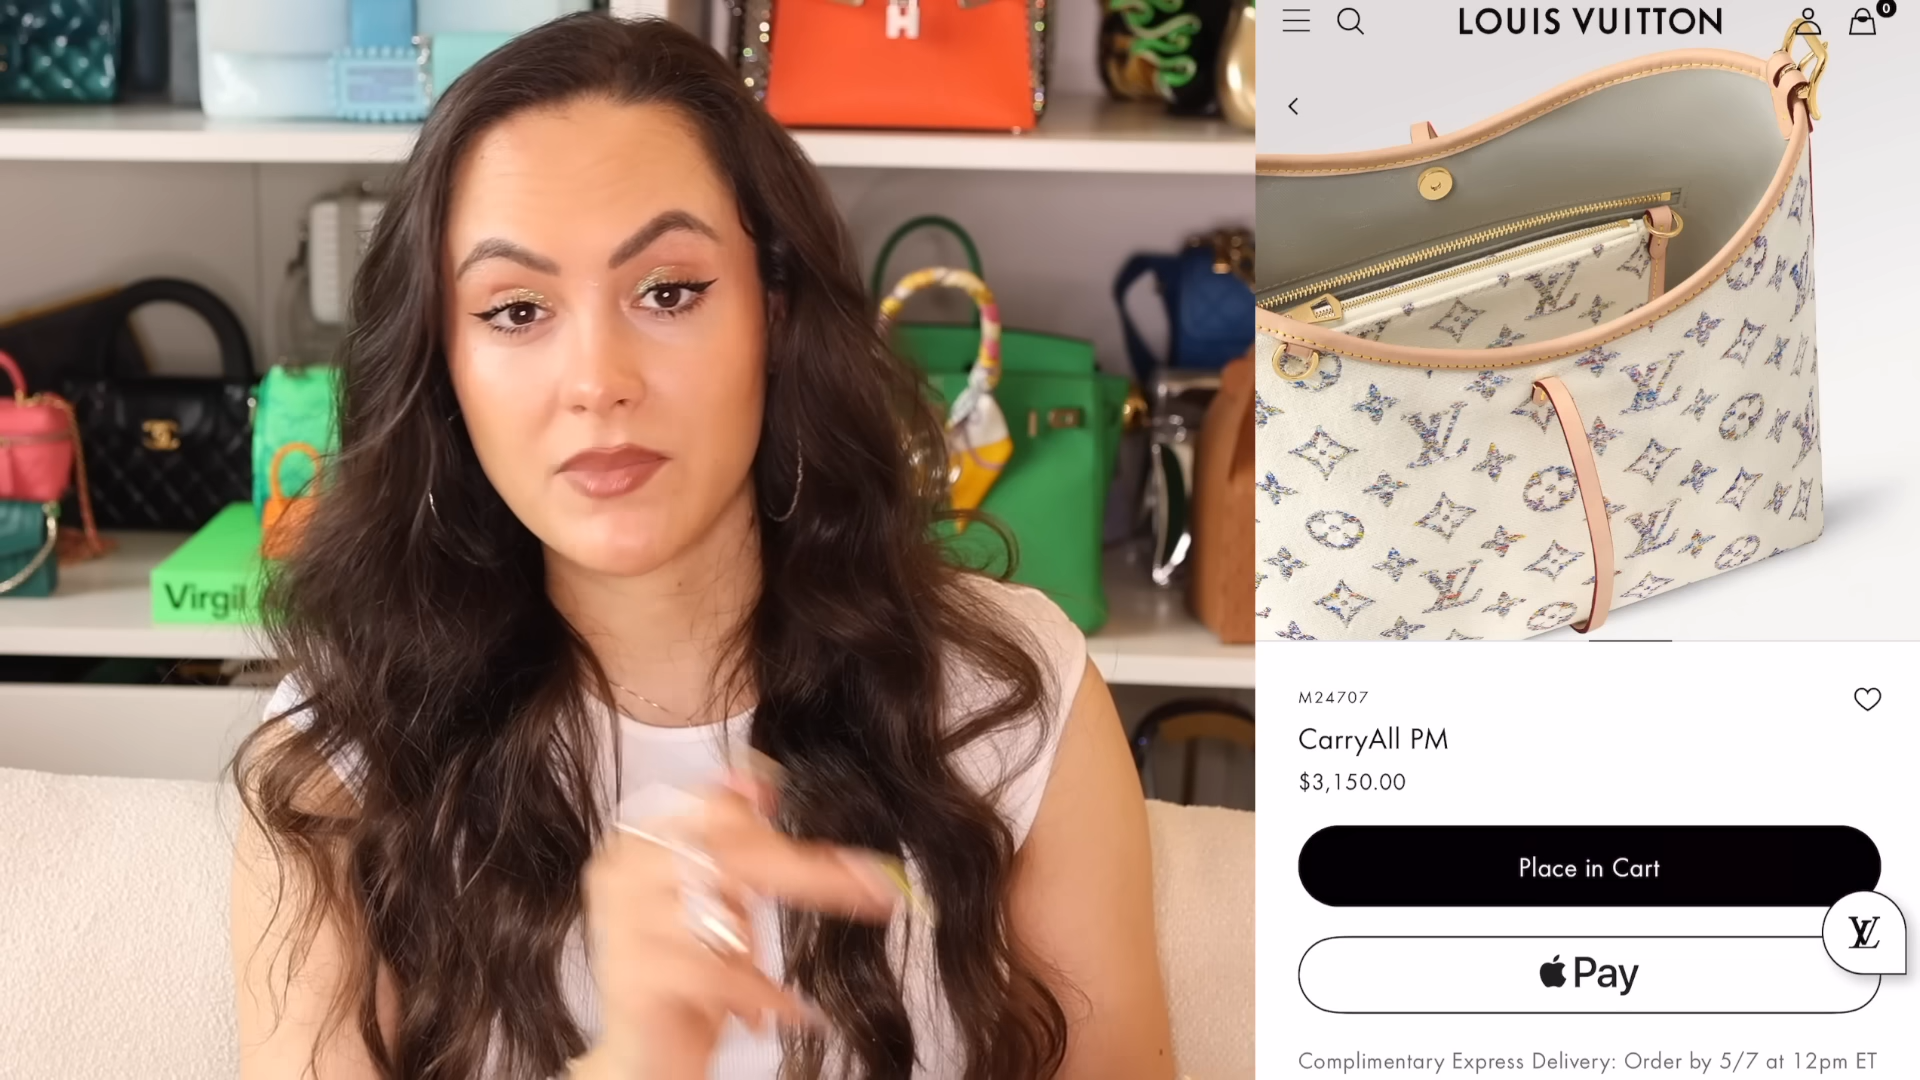 Virgil
LOUIS VUITTON
0
M24707
CarryAll PM
$3,150.00
Place in Cart
Pay
Complimentary Express Delivery: Order by 5/7 at 12pm ET